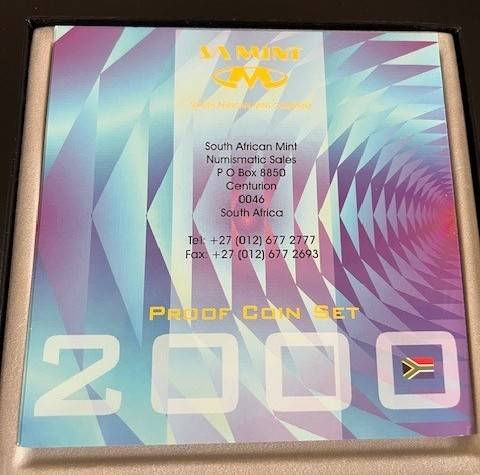 SA MINT
South African Mint
Numismatic Sales
P O Box 8850
Centurion
0046
South Africa
Tel: +27 (012) 677 2777
Fax: +27 (012) 677 2693
PROOF COIN SET
2000